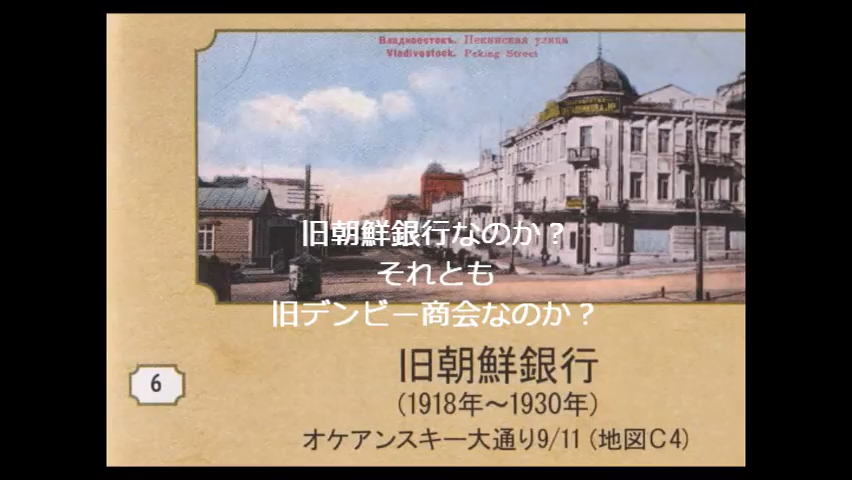 Владивостокъ. Пекинская улица
Vladivostock. Peking Street
旧朝鮮銀行なのか？
それとも
旧デンビー商会なのか？
旧朝鮮銀行
(1918年～1930年)
6
オケアンスキー大通り9/11 (地図C4)